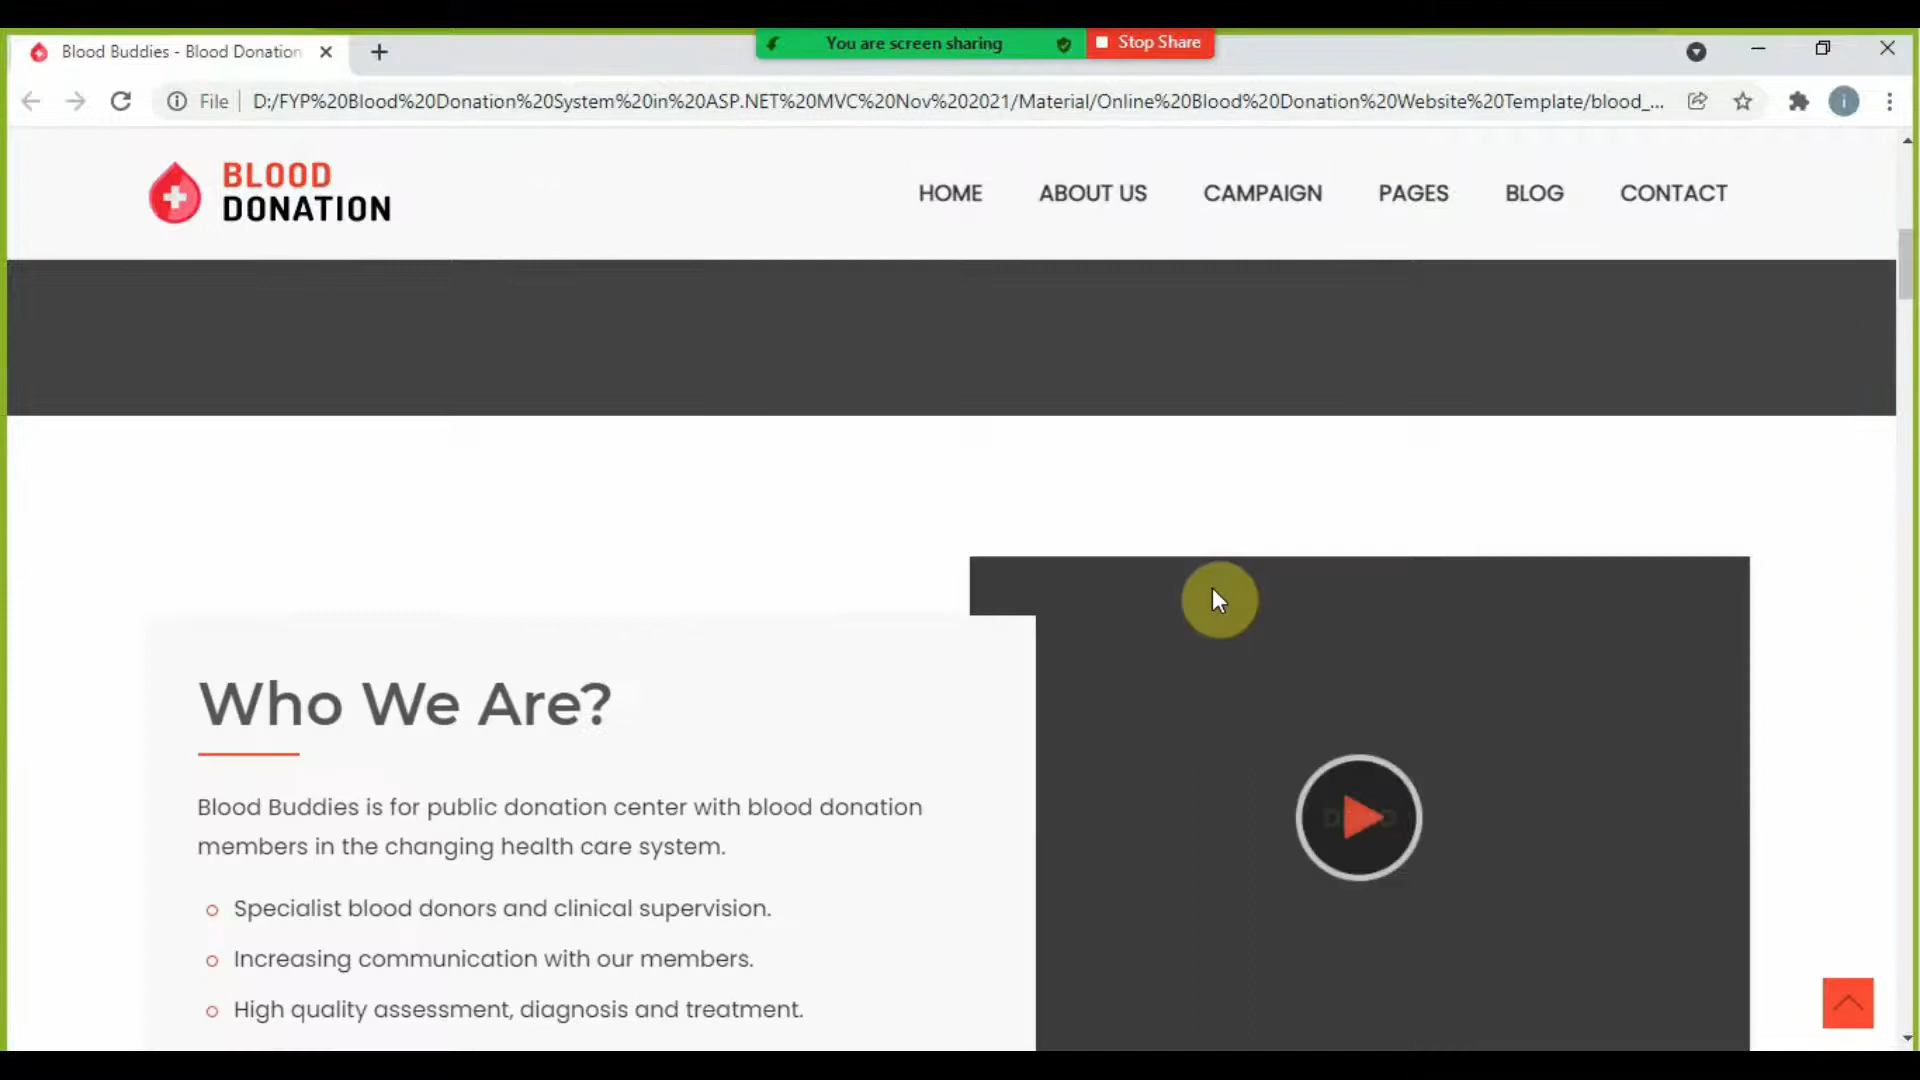 Blood Buddies - Blood Donation
You are screen sharing
Stop Share
File
D:/FYP%20Blood%20Donation%20System%20in%20ASP.NET%20MVC%20Nov%202021/Material/Online%20Blood%20Donation%20Website%20Template/blood_...
i
BLOOD
DONATION
HOME ABOUT US CAMPAIGN PAGES BLOG CONTACT
Who We Are?
Blood Buddies is for public donation center with blood donation
members in the changing health care system.
Specialist blood donors and clinical supervision.
Increasing communication with our members.
High quality assessment, diagnosis and treatment.